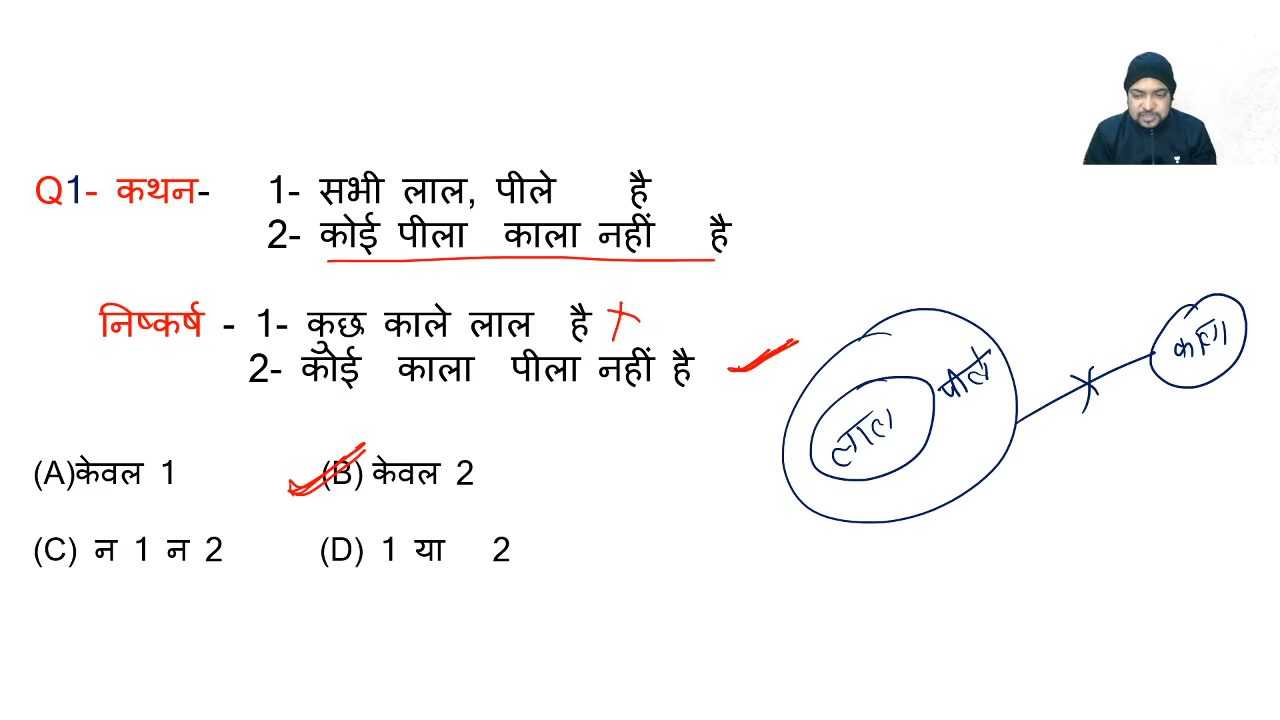 Q1- कथन- 1- सभी लाल, पीले है
2- कोई पीला काला नहीं है
निष्कर्ष - 1- कुछ काले लाल है
2- कोई काला पीला नहीं है
(A)केवल 1 (B) केवल 2
(C) न 1 न 2 (D) 1 या 2
लाल पीले काला